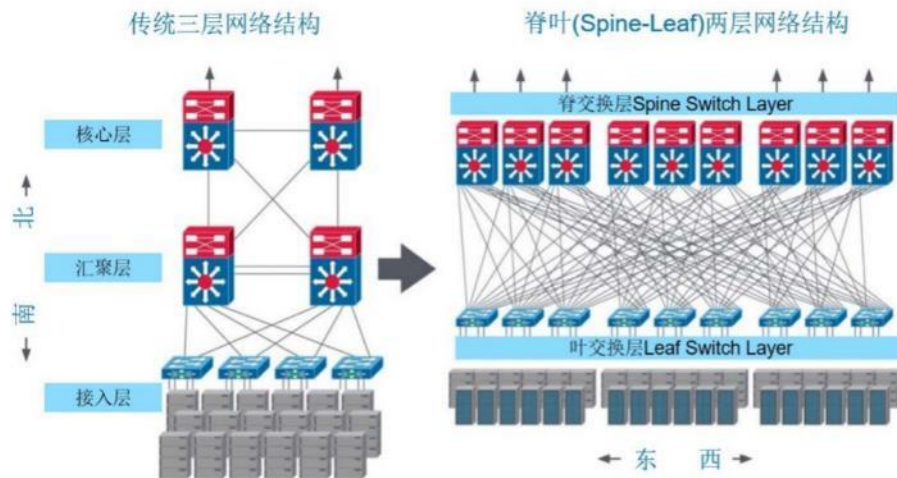 传统三层网络结构
核心层
北
汇聚层
南
接入层
脊叶(Spine-Leaf)两层网络结构
脊交换层Spine Switch Layer
叶交换层Leaf Switch Layer
东 西